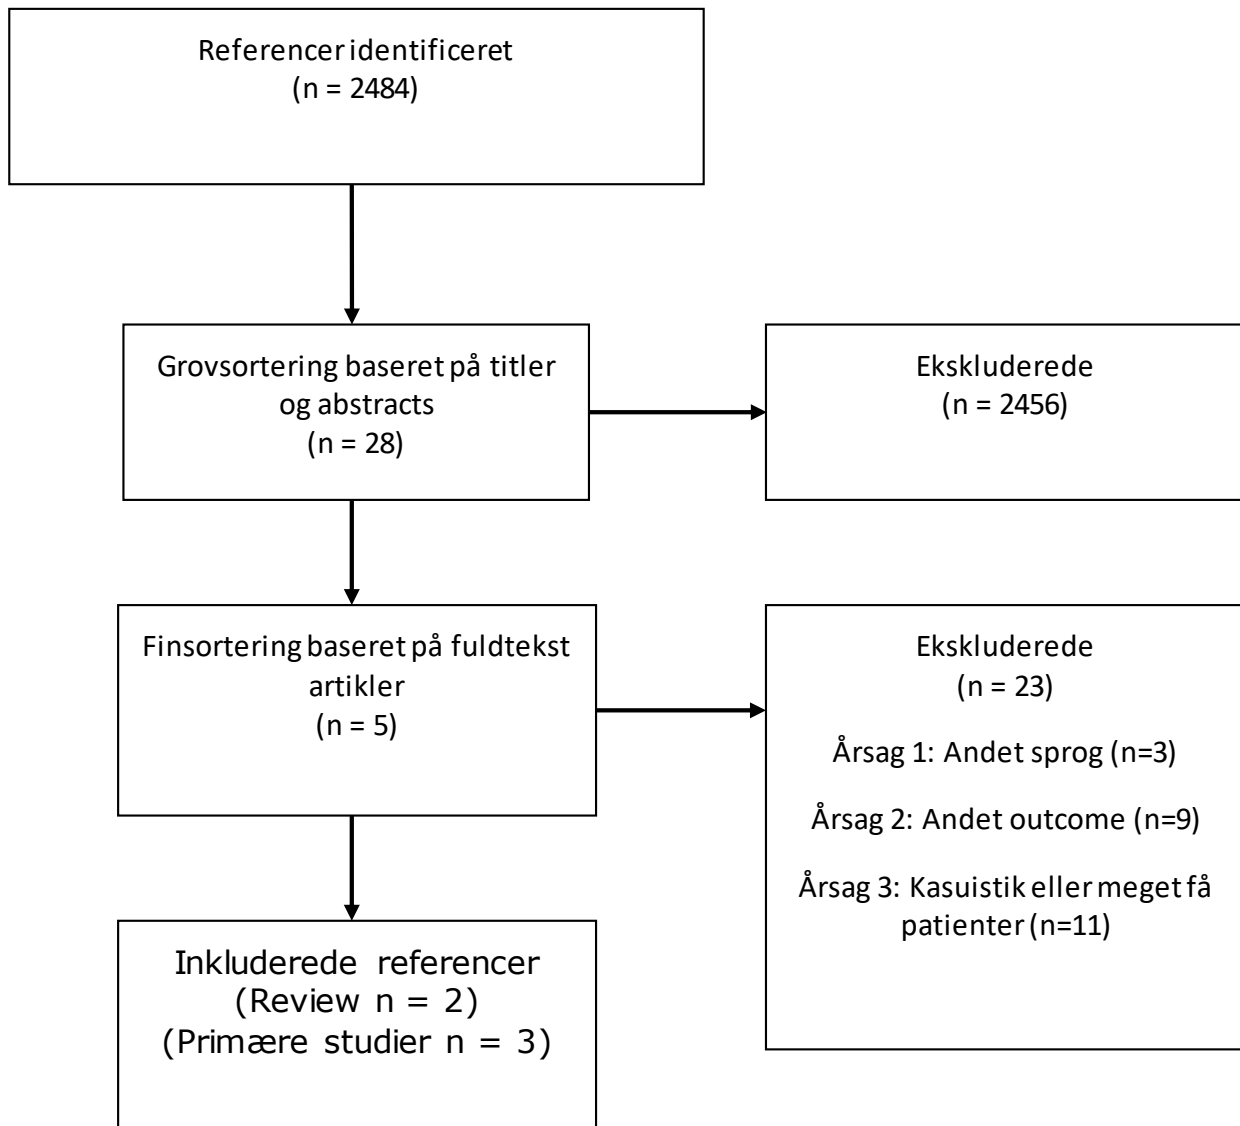 Referencer identificeret
(n = 2484)
Grovsortering baseret på titler
og abstracts
(n = 28)
Ekskluderede
(n = 2456)
Finsortering baseret på fuldtekst
artikler
(n = 5)
Ekskluderede
(n = 23)
Årsag 1: Andet sprog (n=3)
Årsag 2: Andet outcome (n=9)
Årsag 3: Kasuistik eller meget få
patienter (n=11)
Inkluderede referencer
(Review n = 2)
(Primære studier n = 3)